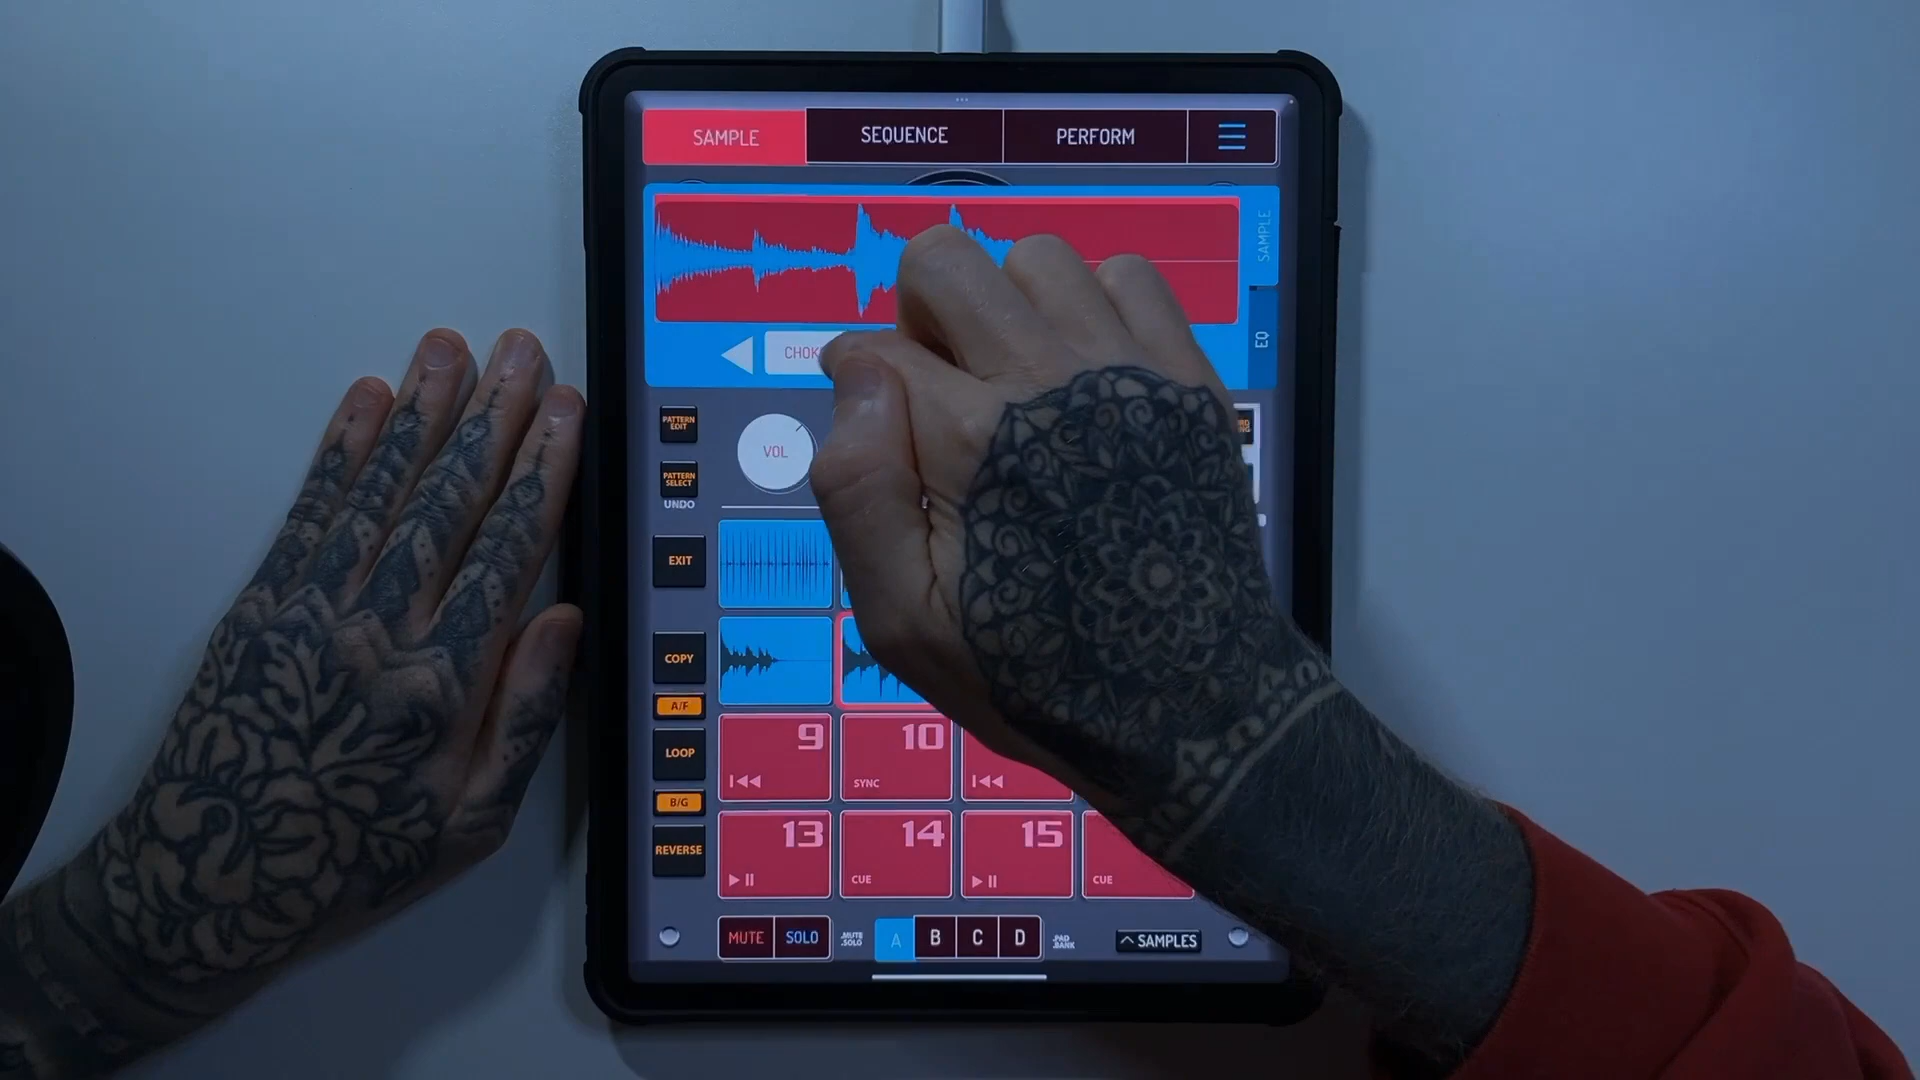 SAMPLE SEQUENCE PERFORM
SAMPLE
EQ
PATTERN
EDIT
VOL
PATTERN
SELECT
UNDO
EXIT
COPY
A/F
9 10
SYNC
LOOP
B/G
13 14 15
REVERSE
CUE CUE
MUTE SOLO .MUTE .SOLO A B C D .PAD .BANK SAMPLES